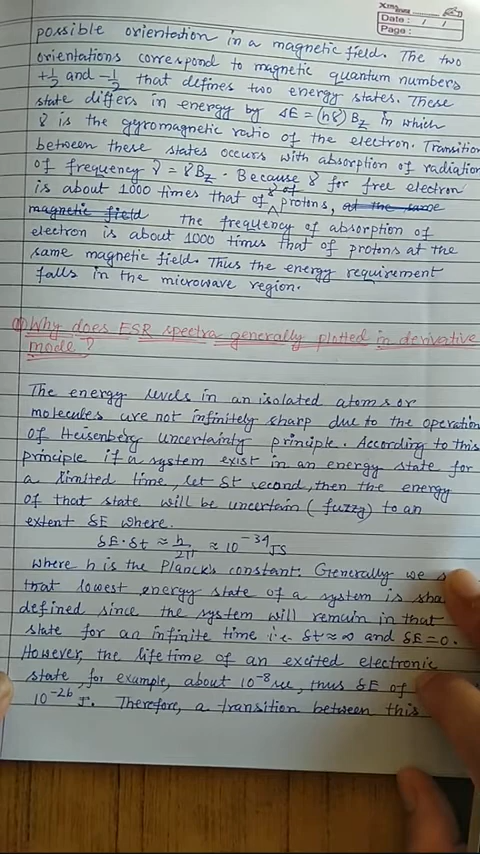 Xms
Date : / /
Page :
possible orientation in a magnetic field. The two
orientations correspond to magnetic quantum numbers
+½ and -½ that defines two energy states. These
state differs in energy by ΔE = (hγ) Bz in which
γ is the gyromagnetic ratio of the electron. Transition
between these states occurs with absorption of radiation
of frequency ν = γBz. Because γ for free electron
is about 1000 times that of γ of protons, at the same
magnetic field the frequency of absorption of
electron is about 1000 times that of protons at the
same magnetic field. Thus the energy requirement
falls in the microwave region.
Why does ESR spectra generally plotted in derivative
mode ?
The energy levels in an isolated atoms or
molecules are not infinitely sharp due to the operation
of Heisenberg uncertainty principle. According to this
principle if a system exist in an energy state for
a limited time, let δt second, then the energy
of that state will be uncertain (fuzzy) to an
extent δE where.
δE·δt ≈ h/2π ≈ 10⁻³⁴ JS
where h is the Planck's constant. Generally we
that lowest energy state of a system is sha
defined since the system will remain in that
state for an infinite time i.e. δt ≈ ∞ and δE = 0.
However, the lifetime of an excited electronic
state, for example, about 10⁻⁸ sec, thus δE of
10⁻²⁶ J. Therefore, a transition between this